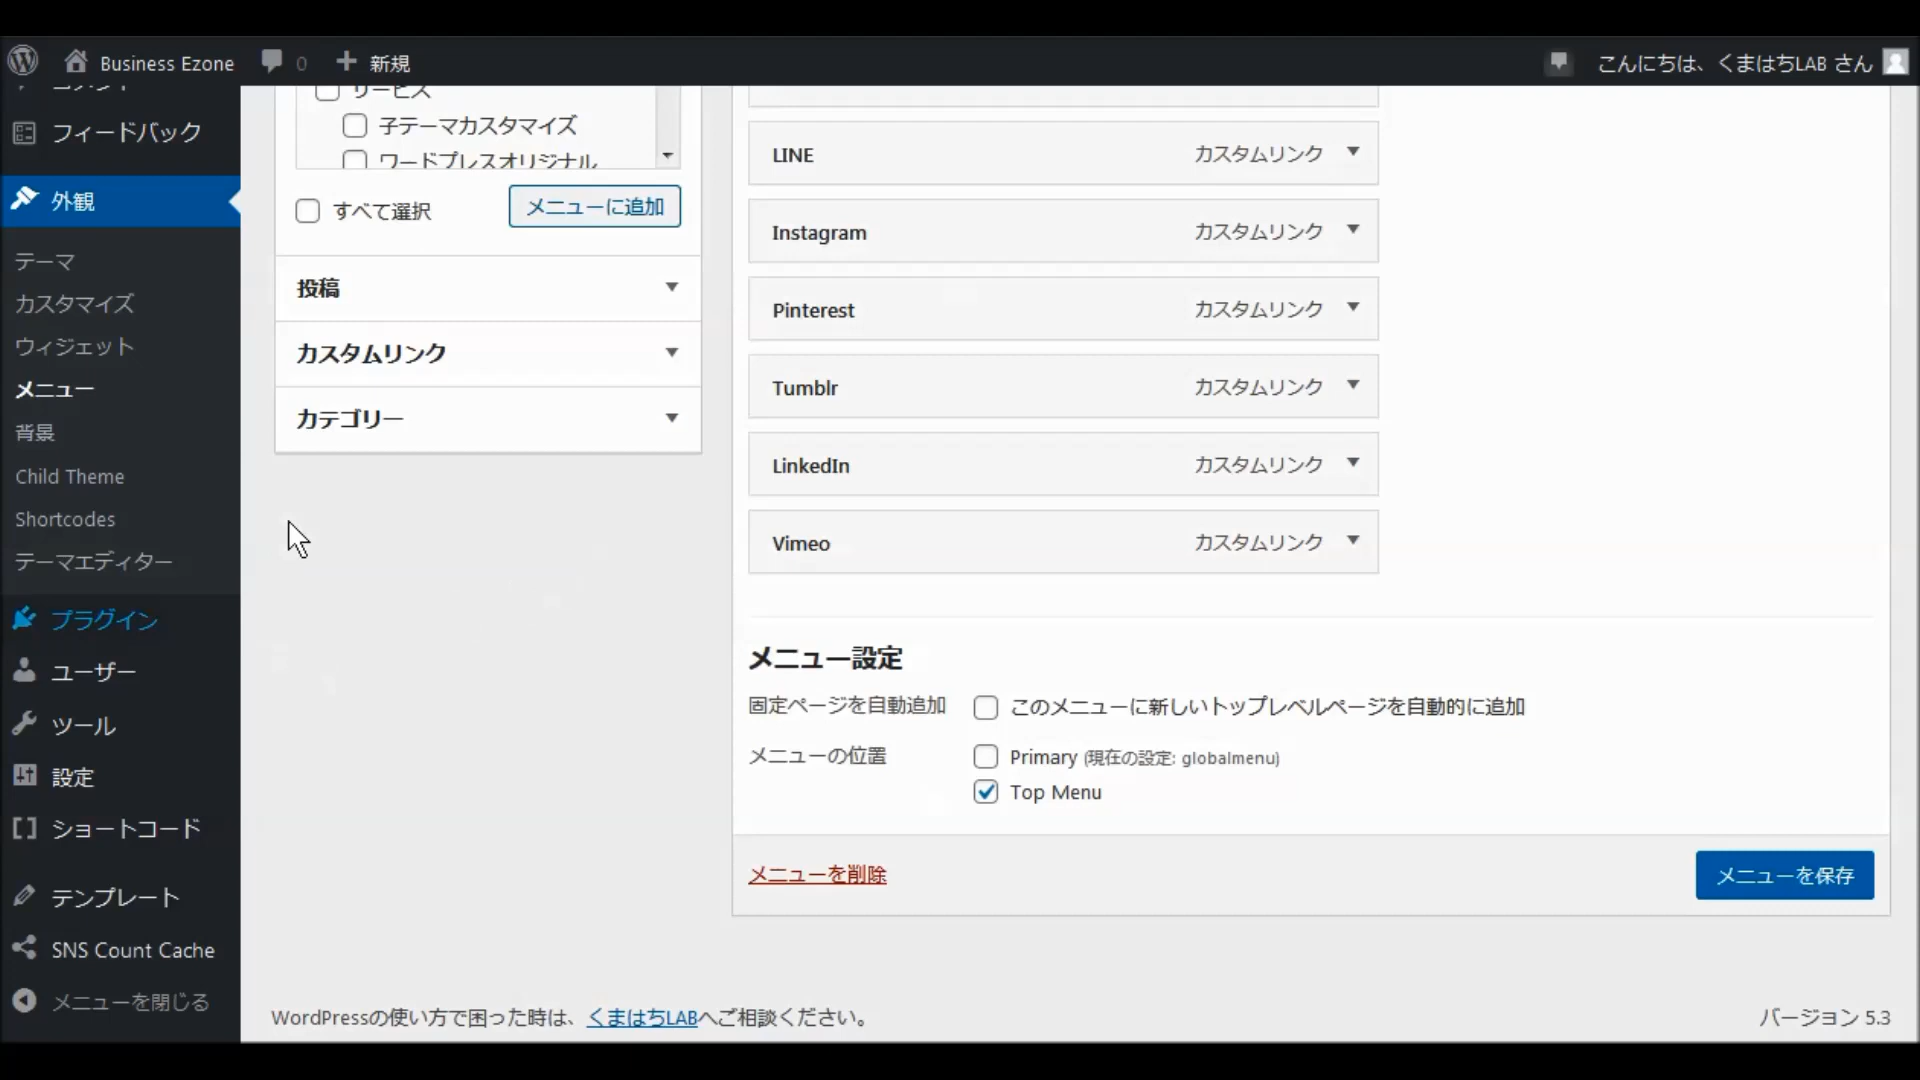 Business Ezone
0
新規
こんにちは、くまはちLAB さん
フィードバック
外観
テーマ
カスタマイズ
ウィジェット
メニュー
背景
Child Theme
Shortcodes
テーマエディター
プラグイン
ユーザー
ツール
設定
ショートコード
テンプレート
SNS Count Cache
メニューを閉じる
サービス
子テーマカスタマイズ
ワードプレスオリジナル
すべて選択
メニューに追加
投稿
カスタムリンク
カテゴリー
LINE カスタムリンク
Instagram カスタムリンク
Pinterest カスタムリンク
Tumblr カスタムリンク
LinkedIn カスタムリンク
Vimeo カスタムリンク
メニュー設定
固定ページを自動追加 このメニューに新しいトップレベルページを自動的に追加
メニューの位置 Primary (現在の設定: globalmenu)
Top Menu
メニューを削除
メニューを保存
WordPressの使い方で困った時は、くまはちLABへご相談ください。
バージョン 5.3